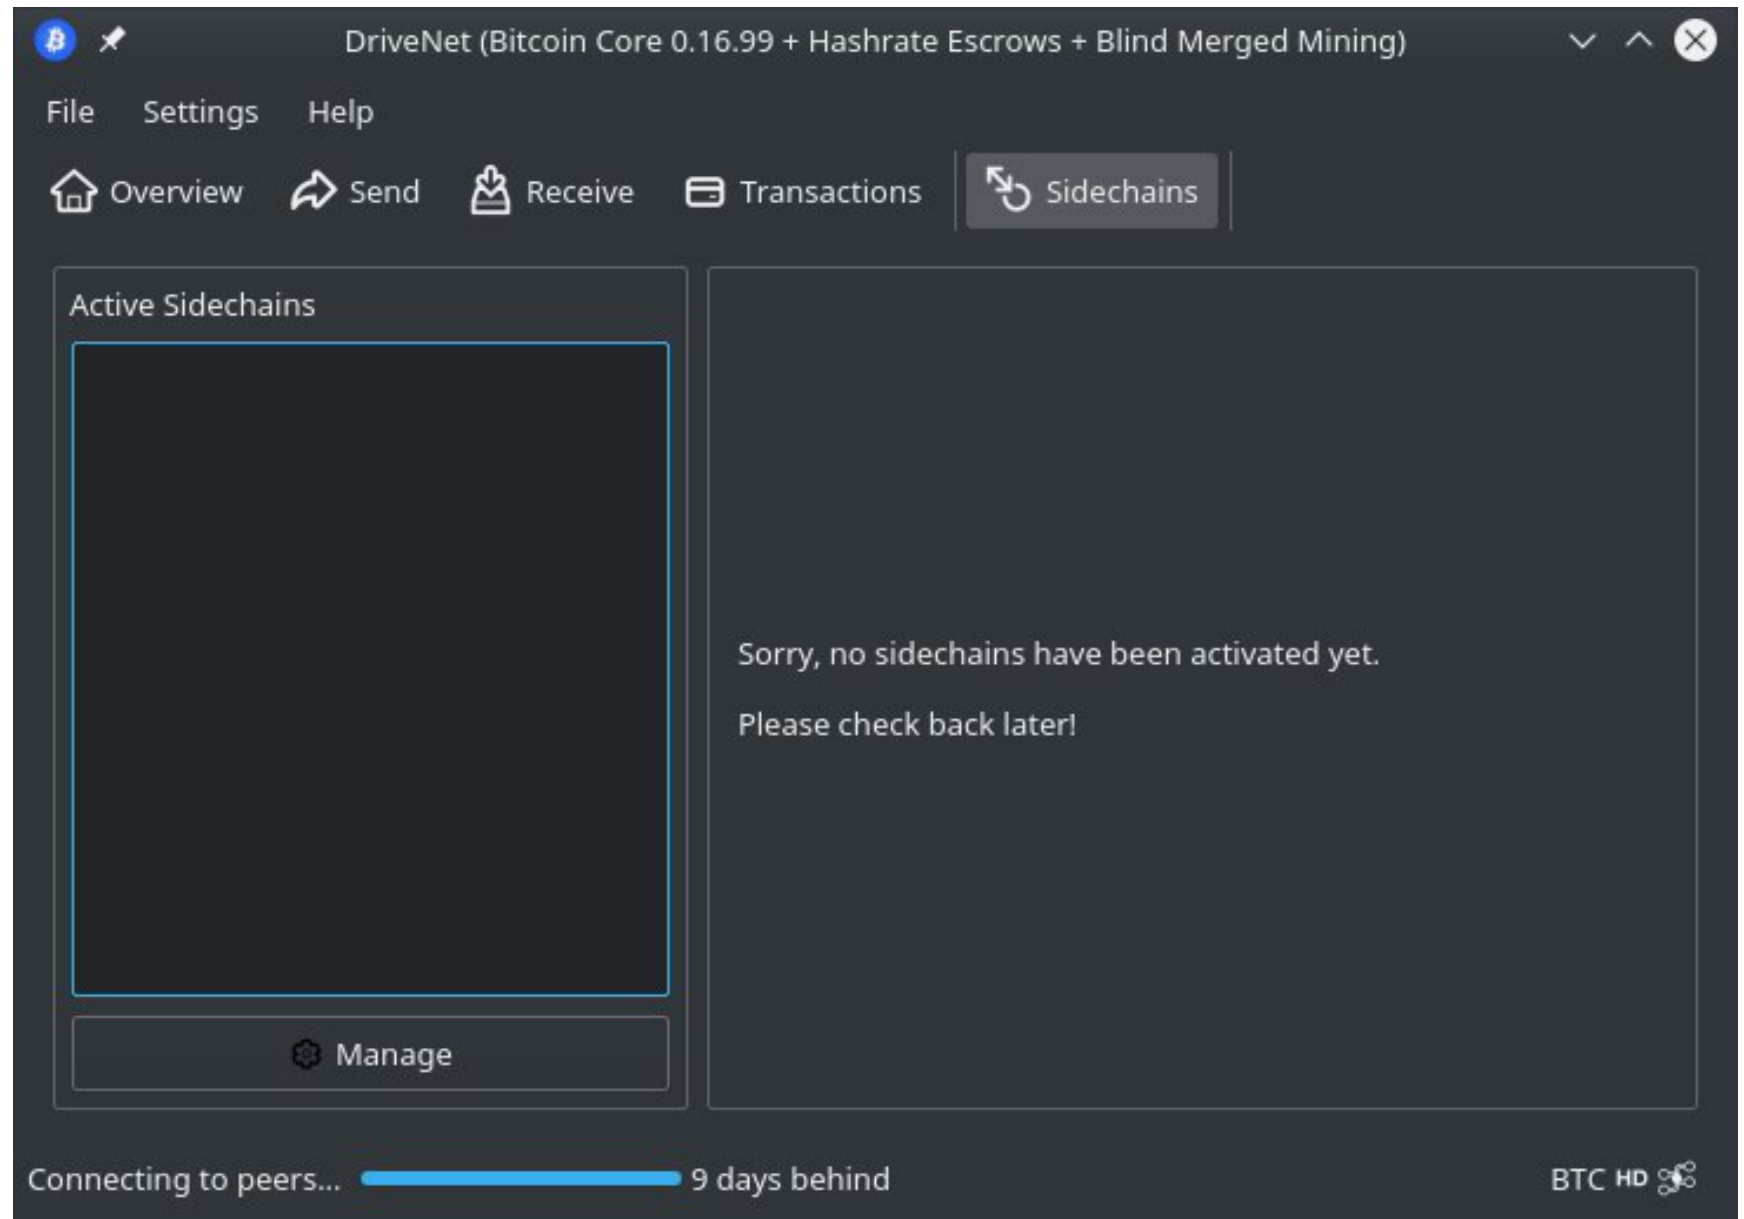 DriveNet (Bitcoin Core 0.16.99 + Hashrate Escrows + Blind Merged Mining)
File Settings Help
Overview Send Receive Transactions Sidechains
Active Sidechains
Sorry, no sidechains have been activated yet.
Please check back later!
Manage
Connecting to peers... 9 days behind BTC HD